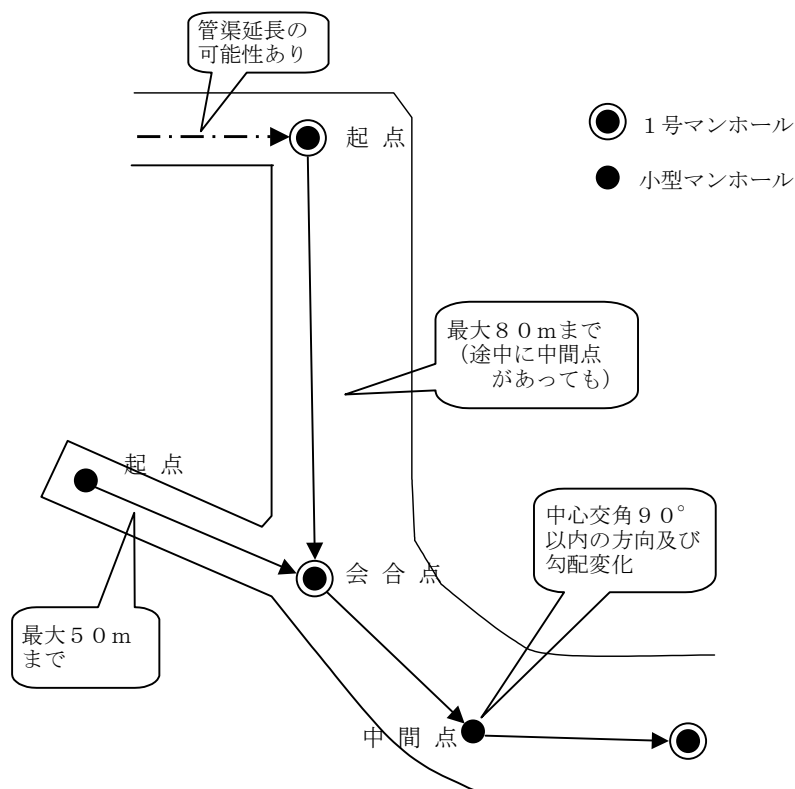 管渠延長の
可能性あり
起 点
１号マンホール
小型マンホール
最大８０ｍまで
（途中に中間点
があっても）
起 点
中心交角９０°
以内の方向及び
勾配変化
会 合 点
最大５０ｍ
まで
中 間 点